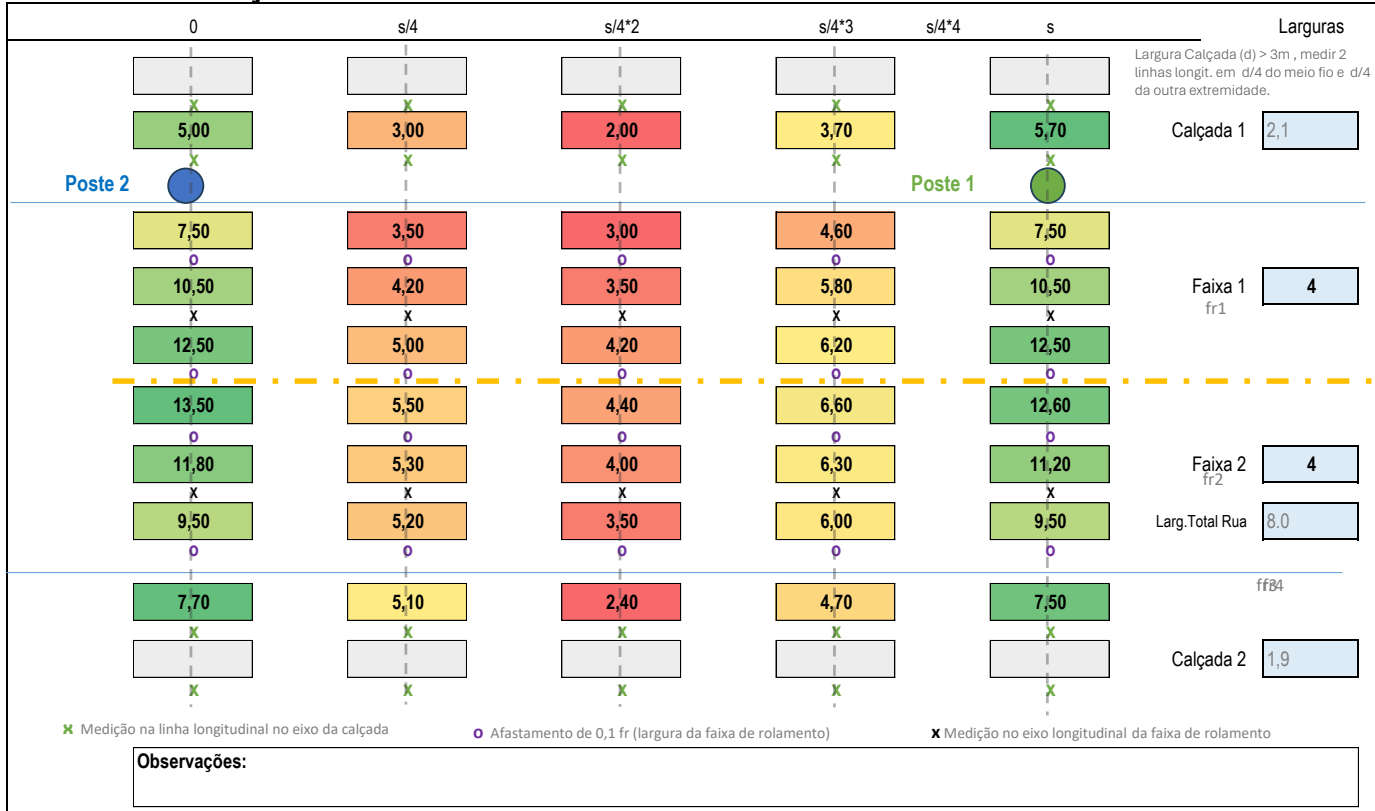 0 s/4 s/4*2 s/4*3 s/4*4 s Larguras
Largura Calçada (d) > 3m , medir 2
linhas longit. em d/4 do meio fio e d/4
da outra extremidade.
x x x x x
5,00 3,00 2,00 3,70 5,70 Calçada 1 2,1
x x x x x
Poste 2 Poste 1
7,50 3,50 3,00 4,60 7,50
o o o o o
10,50 4,20 3,50 5,80 10,50 Faixa 1 4
fr1
x x x x x
12,50 5,00 4,20 6,20 12,50
o o o o o
13,50 5,50 4,40 6,60 12,60
o o o o o
11,80 5,30 4,00 6,30 11,20 Faixa 2 4
fr2
x x x x x
9,50 5,20 3,50 6,00 9,50 Larg.Total Rua 8.0
o o o o o
7,70 5,10 2,40 4,70 7,50
x x x x x
Calçada 2 1,9
x x x x x
x Medição na linha longitudinal no eixo da calçada o Afastamento de 0,1 fr (largura da faixa de rolamento) x Medição no eixo longitudinal da faixa de rolamento
Observações: